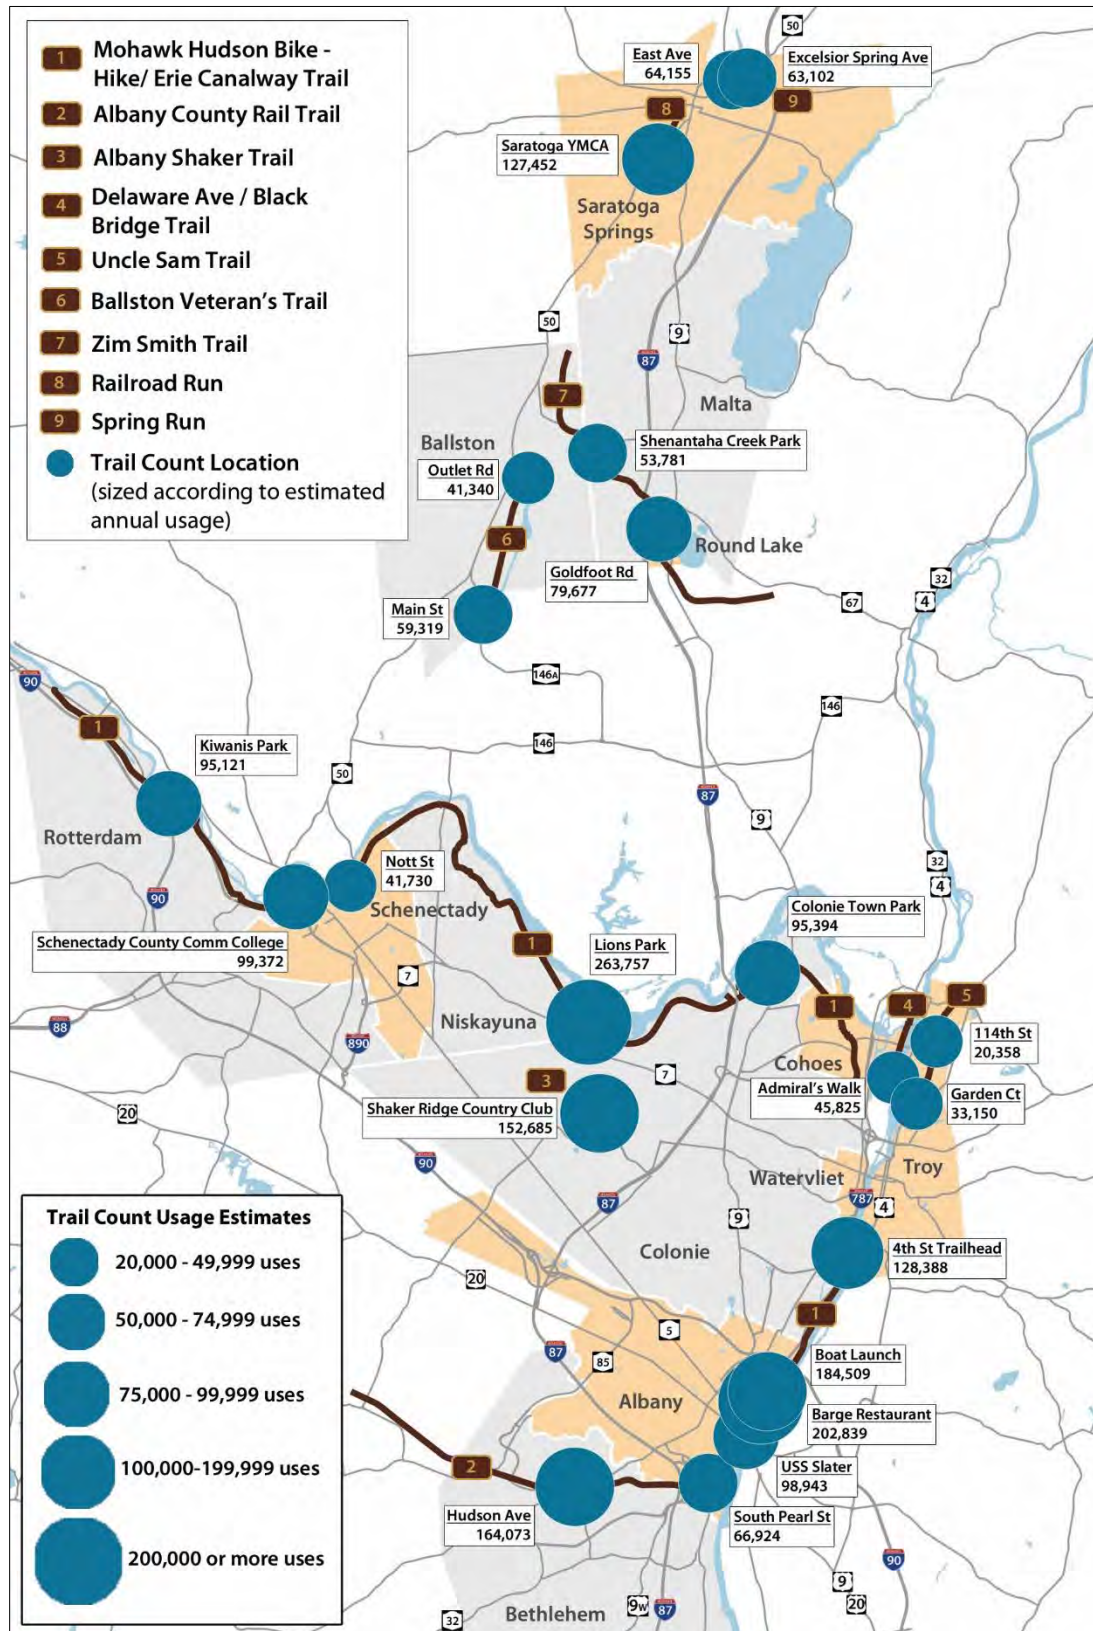 1 Mohawk Hudson Bike -
Hike/ Erie Canalway Trail
2 Albany County Rail Trail
3 Albany Shaker Trail
4 Delaware Ave / Black
Bridge Trail
5 Uncle Sam Trail
6 Ballston Veteran's Trail
7 Zim Smith Trail
8 Railroad Run
9 Spring Run
Trail Count Location
(sized according to estimated
annual usage)
50
East Ave
64,155
Excelsior Spring Ave
63,102
8
9
Saratoga YMCA
127,452
Saratoga
Springs
50
9
87
7
Malta
Ballston
Shenantaha Creek Park
53,781
Outlet Rd
41,340
6
Round Lake
Goldfoot Rd
79,677
Main St
59,319
67
32
4
146A
90
146
146
1
Kiwanis Park
95,121
50
87
9
Rotterdam
32
4
Nott St
41,730
90
Schenectady
Colonie Town Park
95,394
Schenectady County Comm College
99,372
1
Lions Park
263,757
7
88
890
Niskayuna
1
4
5
114th St
20,358
Cohoes
7
3
Admiral's Walk
45,825
Garden Ct
33,150
Shaker Ridge Country Club
152,685
20
90
Watervliet
Troy
87
787
4
9
Colonie
4th St Trailhead
128,388
20
1
5
87
85
Boat Launch
184,509
Albany
Barge Restaurant
202,839
2
USS Slater
98,943
Hudson Ave
164,073
South Pearl St
66,924
90
9
20
9W
87
32
Bethlehem
Trail Count Usage Estimates
20,000 - 49,999 uses
50,000 - 74,999 uses
75,000 - 99,999 uses
100,000-199,999 uses
200,000 or more uses